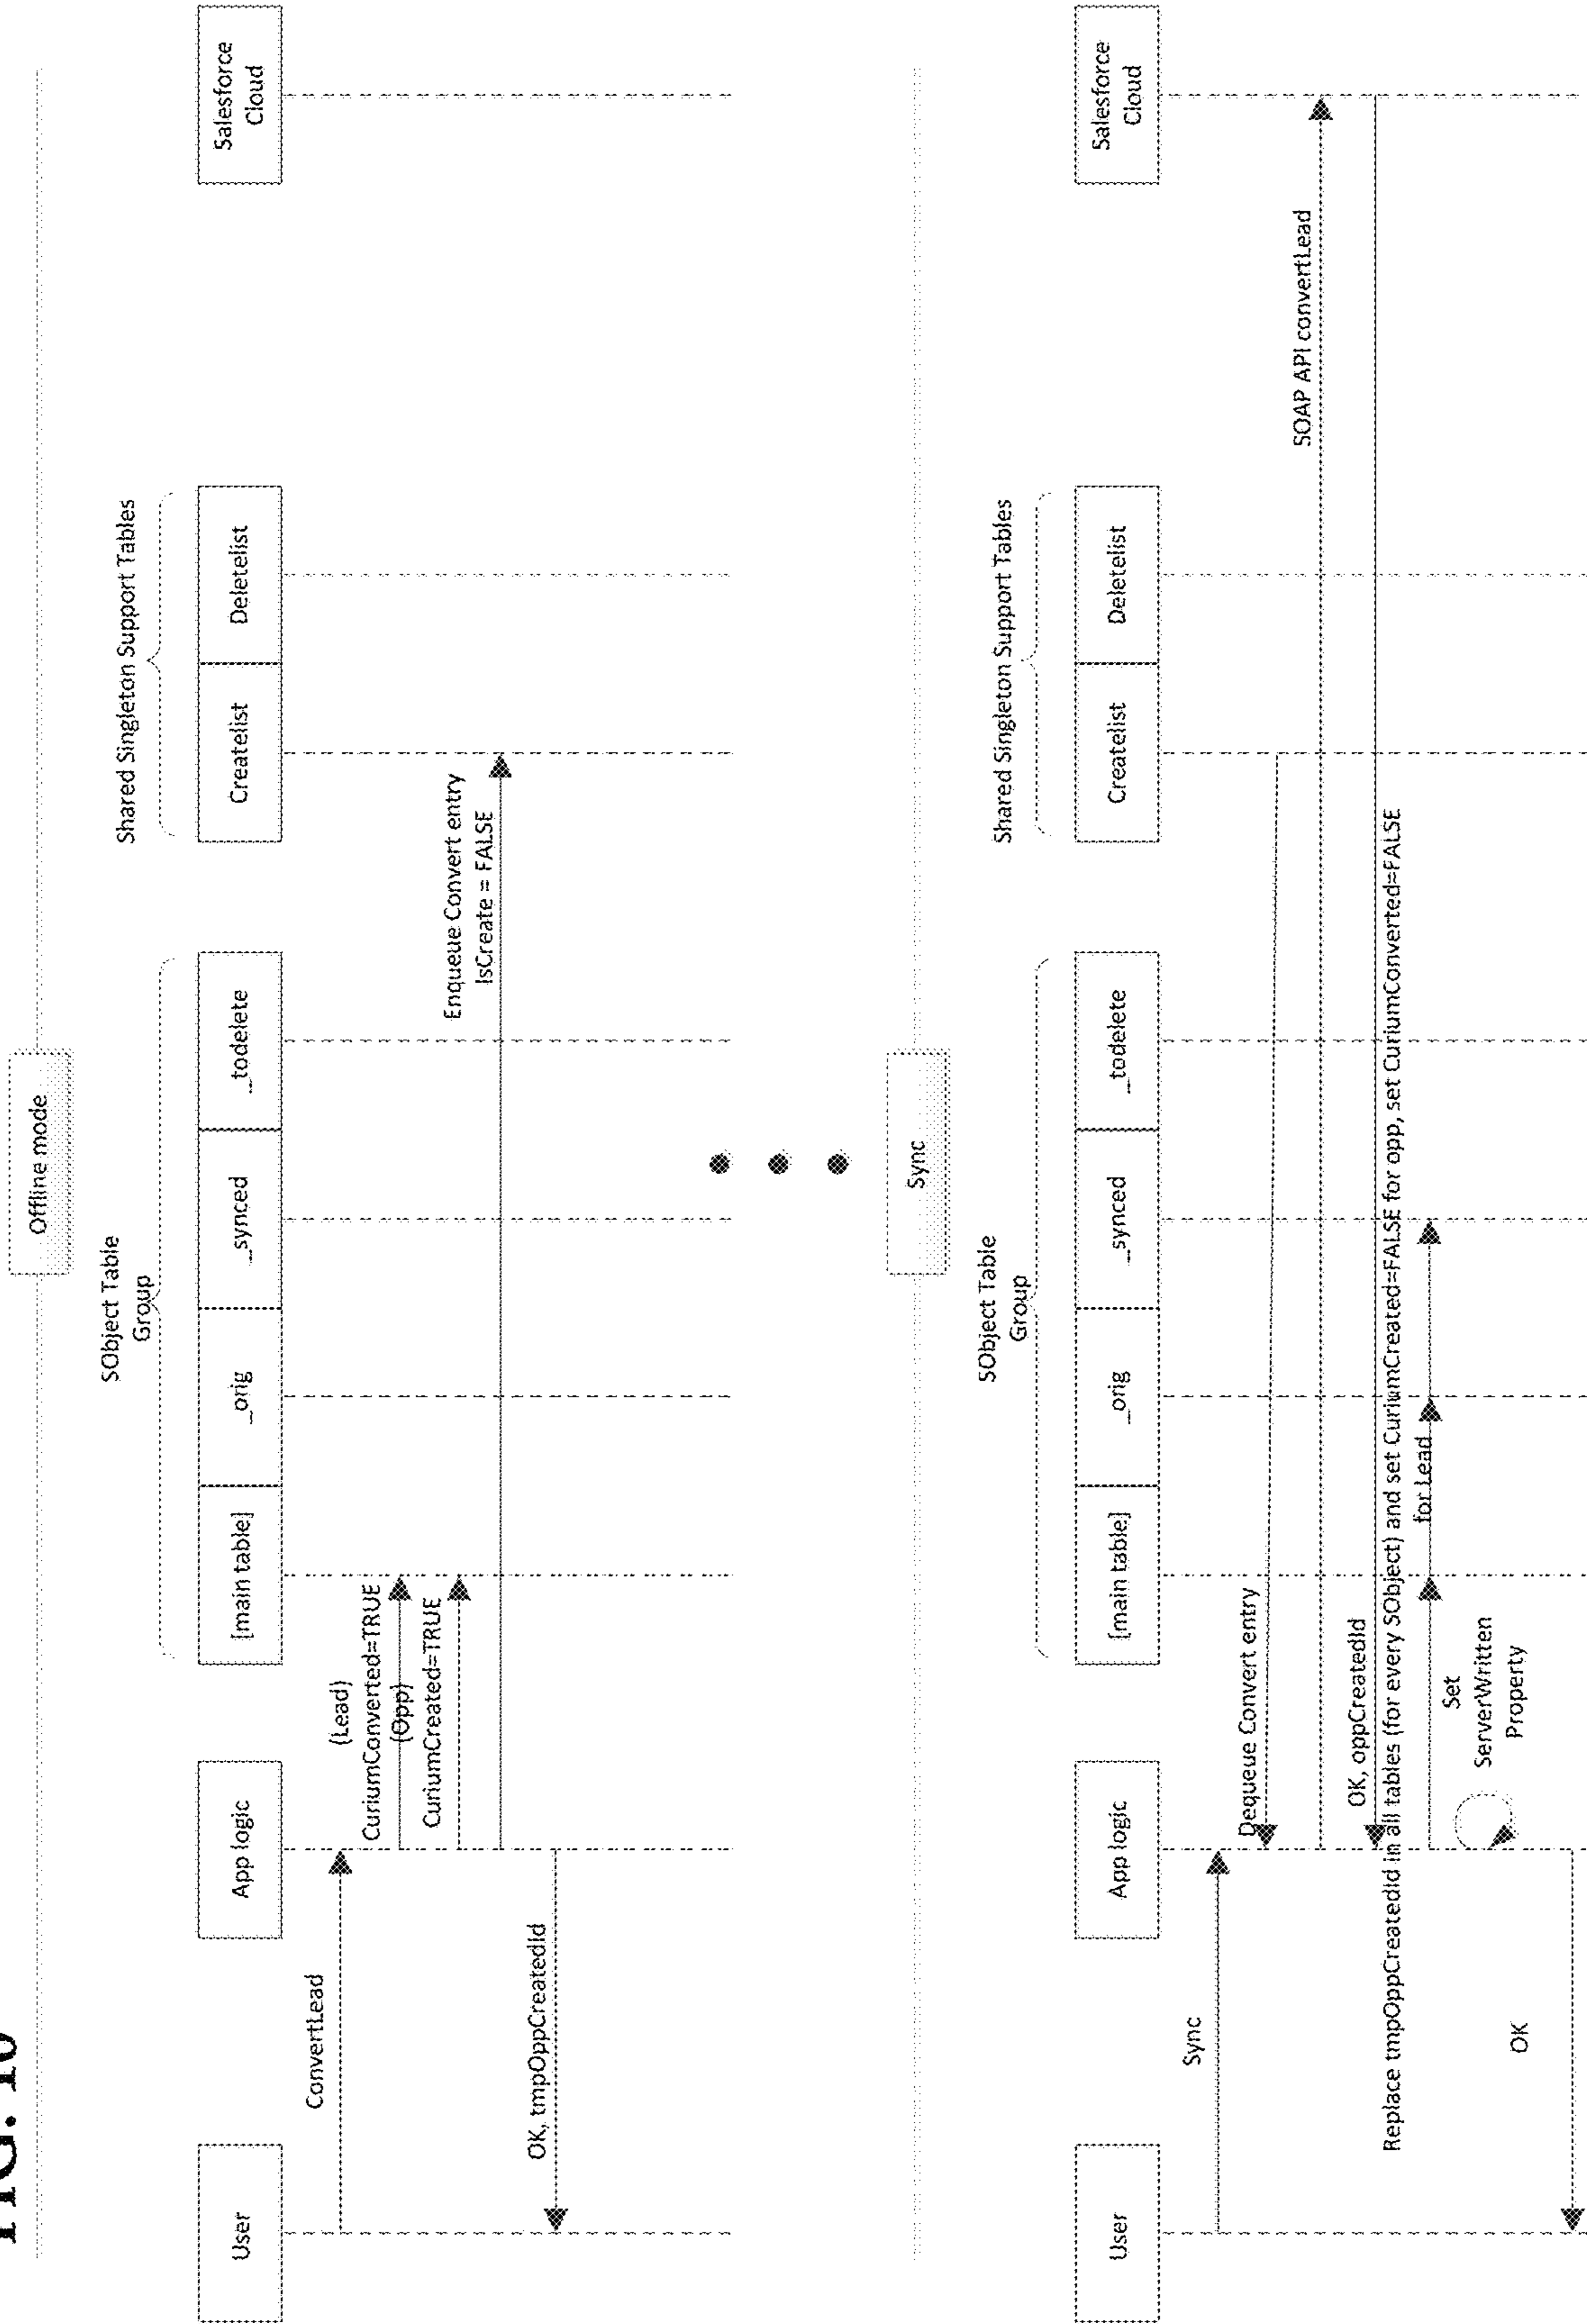 Offline mode
SObject Table
Group
Shared Singleton Support Tables
User
App logic
[main table]
_orig
_synced
_todelete
Createlist
Deletelist
Salesforce
Cloud
ConvertLead
(Lead)
CuriumConverted=TRUE
(Opp)
CuriumCreated=TRUE
Enqueue Convert entry
IsCreate = FALSE
OK, tmpOppCreatedId
Sync
SObject Table
Group
Shared Singleton Support Tables
User
App logic
[main table]
_orig
_synced
_todelete
Createlist
Deletelist
Salesforce
Cloud
Sync
Dequeue Convert entry
SOAP API convertLead
OK, oppCreatedId
Replace tmpOppCreatedId in all tables (for every SObject) and set CuriumCreated=FALSE for opp, set CuriumConverted=FALSE
for Lead
Set
ServerWritten
Property
OK